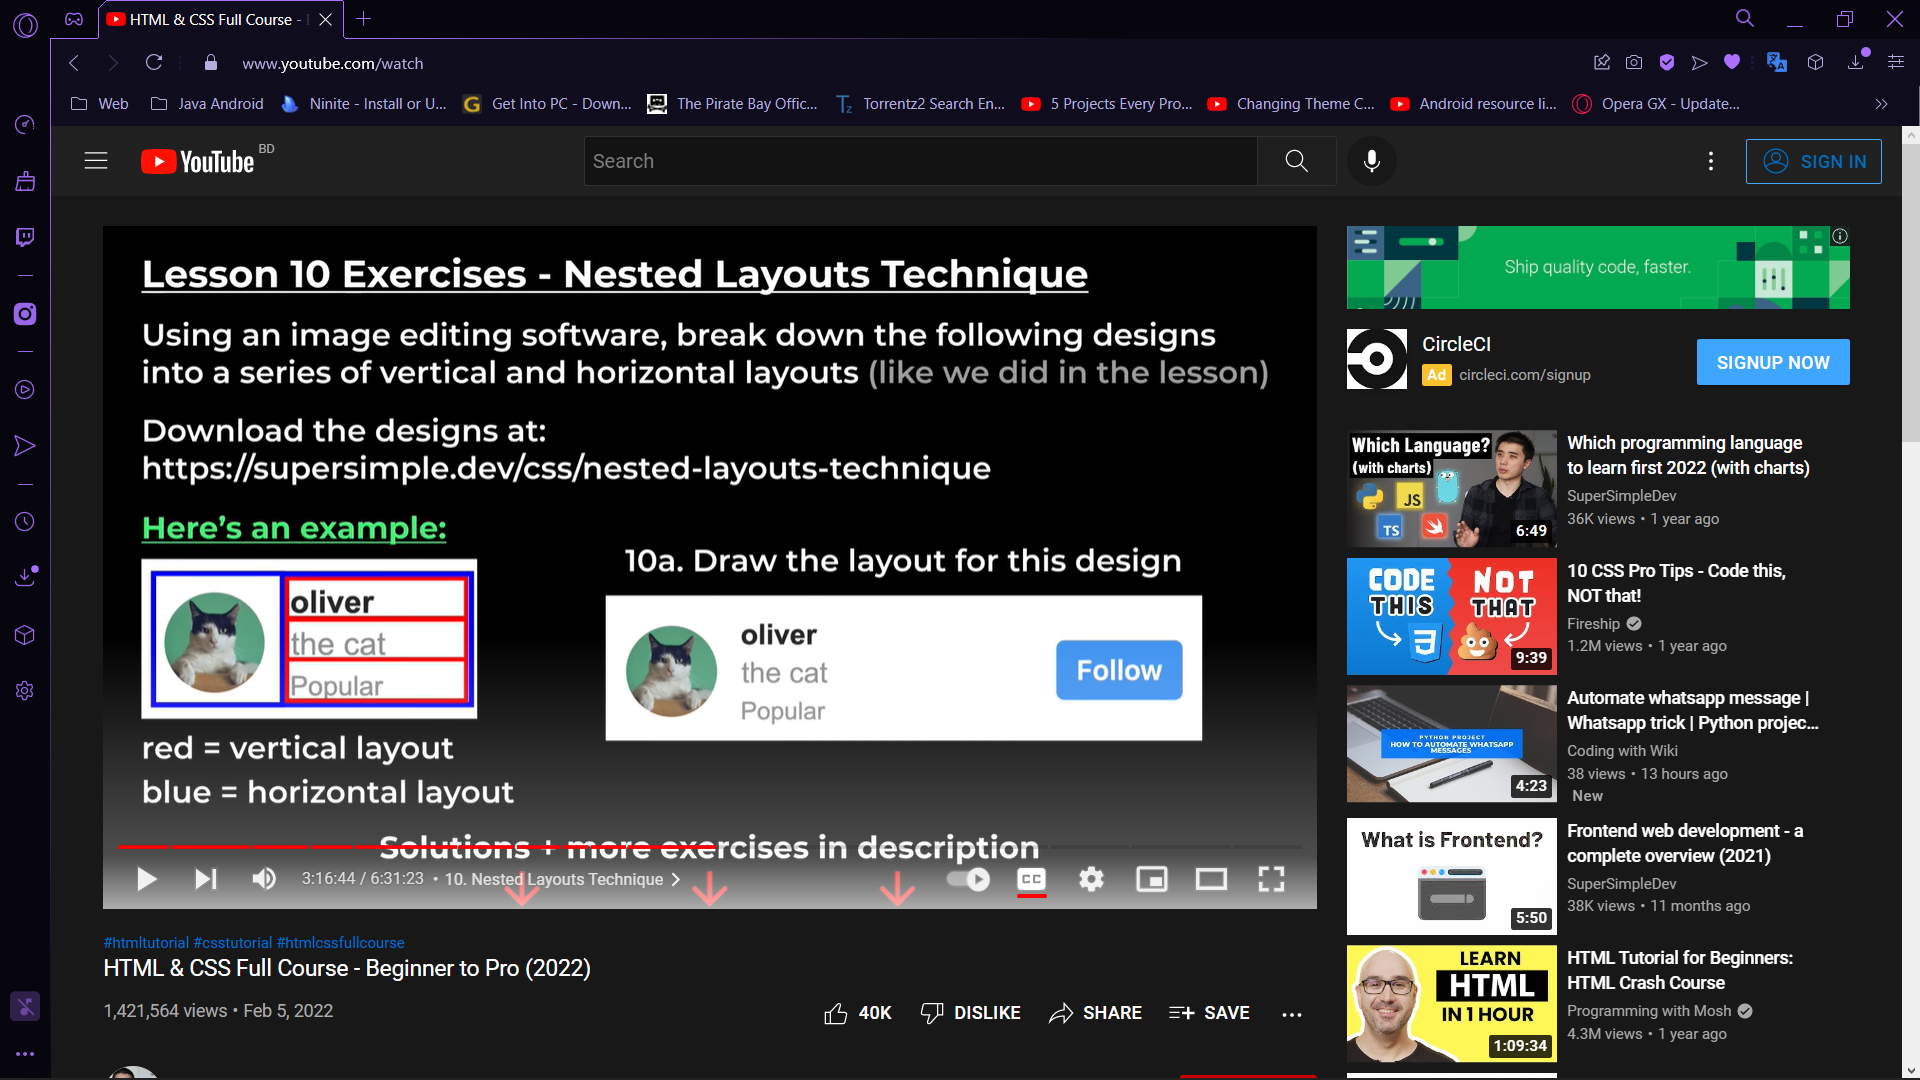 HTML & CSS Full Course -
www.youtube.com/watch
Web
Java Android
Ninite - Install or U...
Get Into PC - Down...
The Pirate Bay Offic...
Torrentz2 Search En...
5 Projects Every Pro...
Changing Theme C...
Android resource li...
Opera GX - Update...
YouTube BD
Search
SIGN IN
Lesson 10 Exercises - Nested Layouts Technique
Using an image editing software, break down the following designs
into a series of vertical and horizontal layouts (like we did in the lesson)
Download the designs at:
https://supersimple.dev/css/nested-layouts-technique
Here's an example:
oliver
the cat
Popular
red = vertical layout
blue = horizontal layout
10a. Draw the layout for this design
oliver
the cat
Popular
Follow
Solutions + more exercises in description
3:16:44 / 6:31:23 • 10. Nested Layouts Technique
CC
#htmltutorial #csstutorial #htmlcssfullcourse
HTML & CSS Full Course - Beginner to Pro (2022)
1,421,564 views • Feb 5, 2022
40K
DISLIKE
SHARE
SAVE
Ship quality code, faster.
CircleCI
Ad circleci.com/signup
SIGNUP NOW
Which Language?
(with charts)
JS
TS
6:49
Which programming language
to learn first 2022 (with charts)
SuperSimpleDev
36K views • 1 year ago
CODE
THIS
NOT
THAT
9:39
10 CSS Pro Tips - Code this,
NOT that!
Fireship
1.2M views • 1 year ago
PYTHON PROJECT
HOW TO AUTOMATE WHATSAPP
MESSAGES
4:23
Automate whatsapp message |
Whatsapp trick | Python projec...
Coding with Wiki
38 views • 13 hours ago
New
What is Frontend?
5:50
Frontend web development - a
complete overview (2021)
SuperSimpleDev
38K views • 11 months ago
LEARN
HTML
IN 1 HOUR
1:09:34
HTML Tutorial for Beginners:
HTML Crash Course
Programming with Mosh
4.3M views • 1 year ago